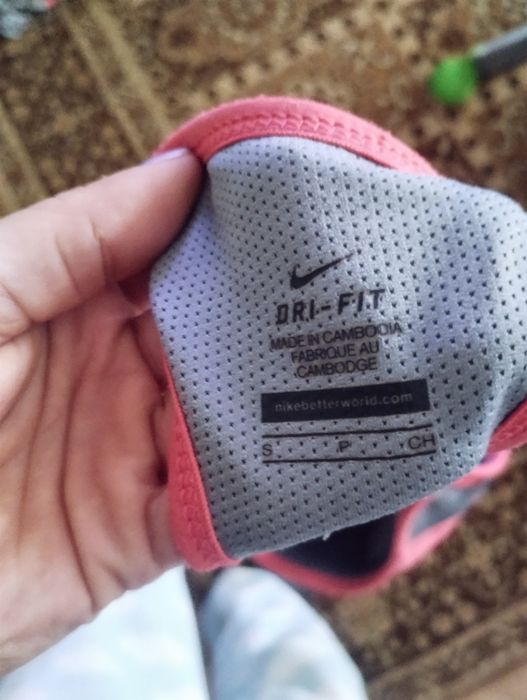 DRI-FIT
MADE IN CAMBODIA
FABRIQUE AU
CAMBODGE
nikebetterworld.com
S P CH